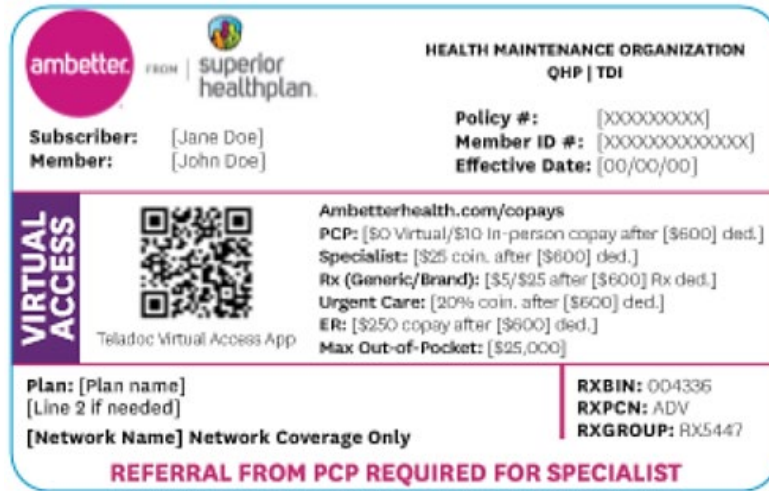 ambetter. FROM superior
healthplan.
HEALTH MAINTENANCE ORGANIZATION
QHP | TDI
Subscriber: [Jane Doe]
Member: [John Doe]
Policy #: [XXXXXXXXX]
Member ID #: [XXXXXXXXXXXXX]
Effective Date: [00/00/00]
VIRTUAL
ACCESS
Teladoc Virtual Access App
Ambetterhealth.com/copays
PCP: [$0 Virtual/$10 In-person copay after [$600] ded.]
Specialist: [$25 coin. after [$600] ded.]
Rx (Generic/Brand): [$5/$25 after [$600] Rx ded.]
Urgent Care: [20% coin. after [$600] ded.]
ER: [$250 copay after [$600] ded.]
Max Out-of-Pocket: [$25,000]
Plan: [Plan name]
[Line 2 if needed]
[Network Name] Network Coverage Only
RXBIN: 004336
RXPCN: ADV
RXGROUP: RX5447
REFERRAL FROM PCP REQUIRED FOR SPECIALIST